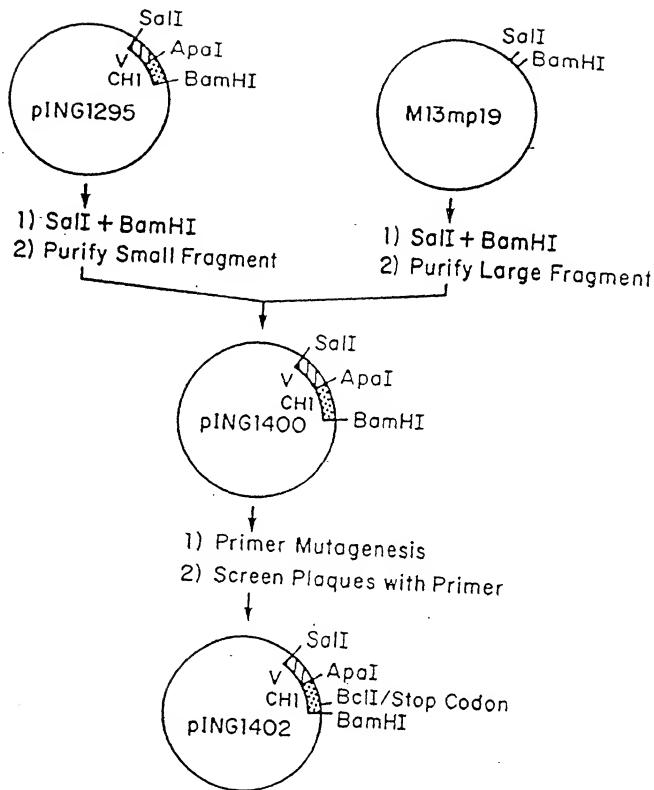 SalI
ApaI
V
CH1
BamHI
pING1295
SalI
BamHI
M13mp19
1) SalI + BamHI
2) Purify Small Fragment
1) SalI + BamHI
2) Purify Large Fragment
SalI
V
ApaI
CH1
BamHI
pING1400
1) Primer Mutagenesis
2) Screen Plaques with Primer
SalI
V
ApaI
CH1
BclI/Stop Codon
BamHI
pING1402